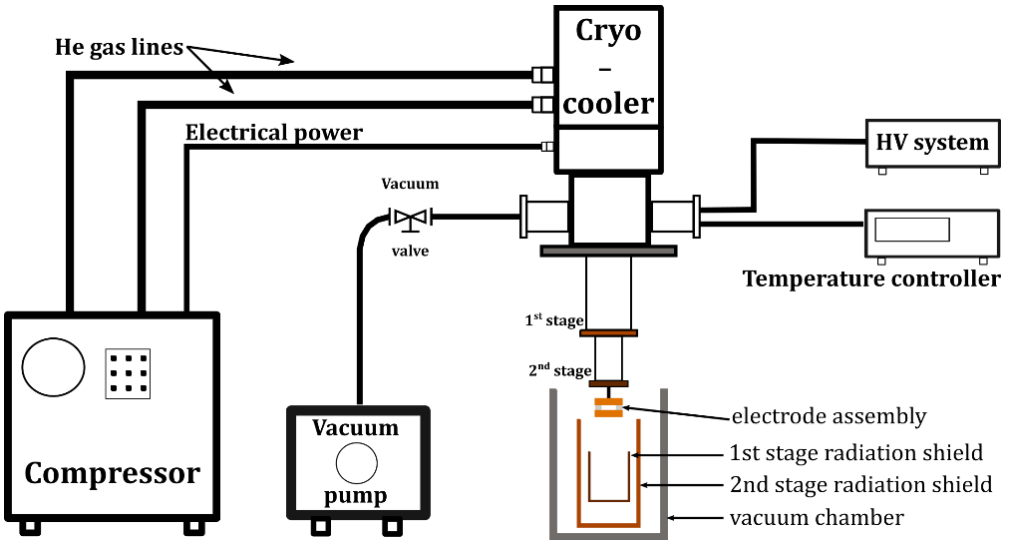 He gas lines
Cryo
–
cooler
Electrical power
HV system
Vacuum
valve
Temperature controller
1st stage
2nd stage
electrode assembly
1st stage radiation shield
2nd stage radiation shield
vacuum chamber
Compressor
Vacuum
pump